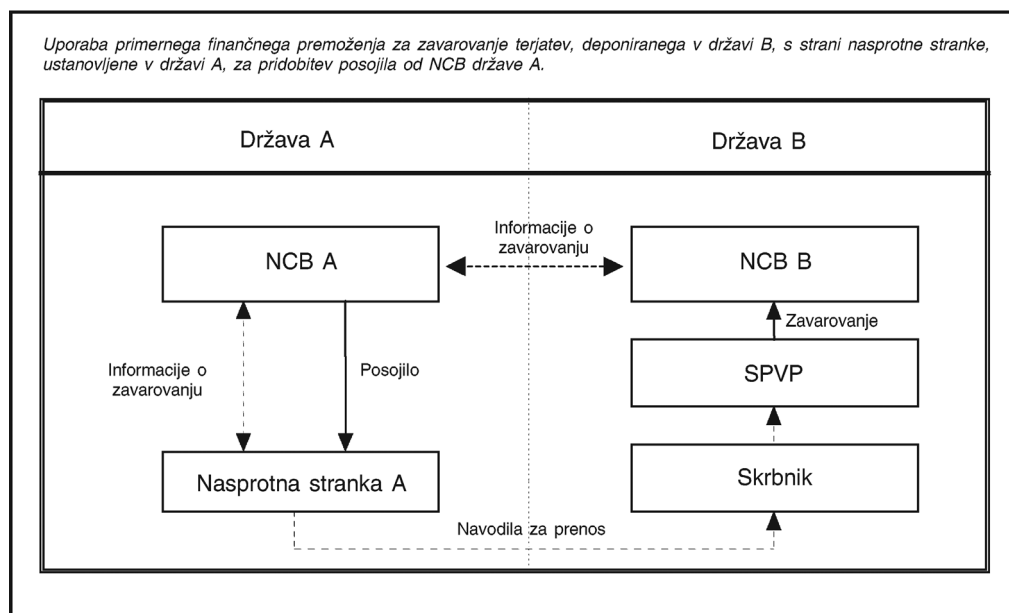 Uporaba primernega finančnega premoženja za zavarovanje terjatev, deponiranega v državi B, s strani nasprotne stranke,
ustanovljene v državi A, za pridobitev posojila od NCB države A.
Država A
Država B
Informacije o
zavarovanju
NCB A
NCB B
Zavarovanje
Informacije o
zavarovanju
Posojilo
SPVP
Nasprotna stranka A
Skrbnik
Navodila za prenos